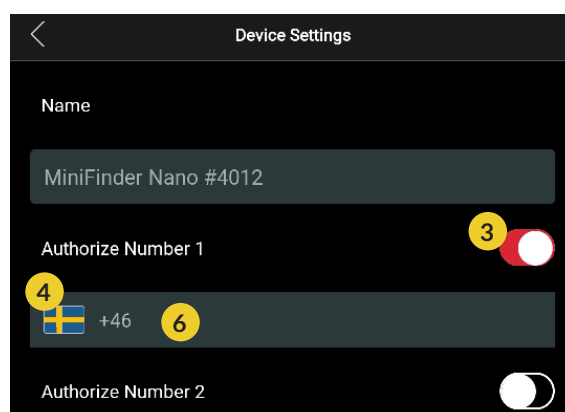 Device Settings
Name
MiniFinder Nano #4012
3
Authorize Number 1
4
+46 6
Authorize Number 2